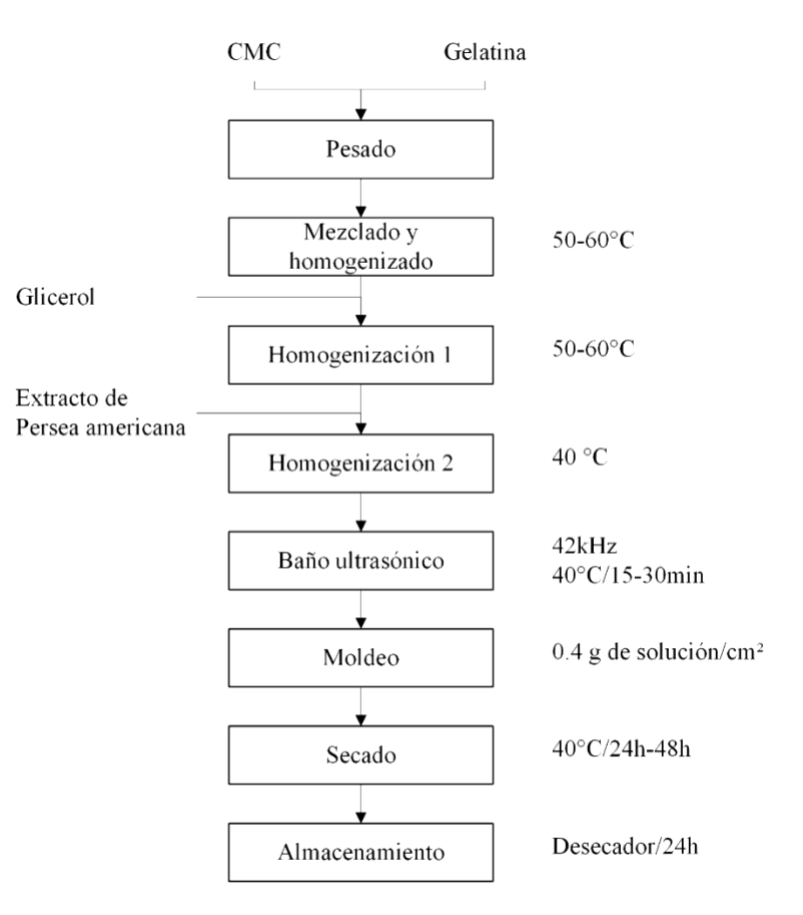 CMC
Gelatina
Pesado
Mezclado y
homogenizado
50-60°C
Glicerol
Homogenización 1
50-60°C
Extracto de
Persea americana
Homogenización 2
40 °C
Baño ultrasónico
42kHz
40°C/15-30min
Moldeo
0.4 g de solución/cm²
Secado
40°C/24h-48h
Almacenamiento
Desecador/24h